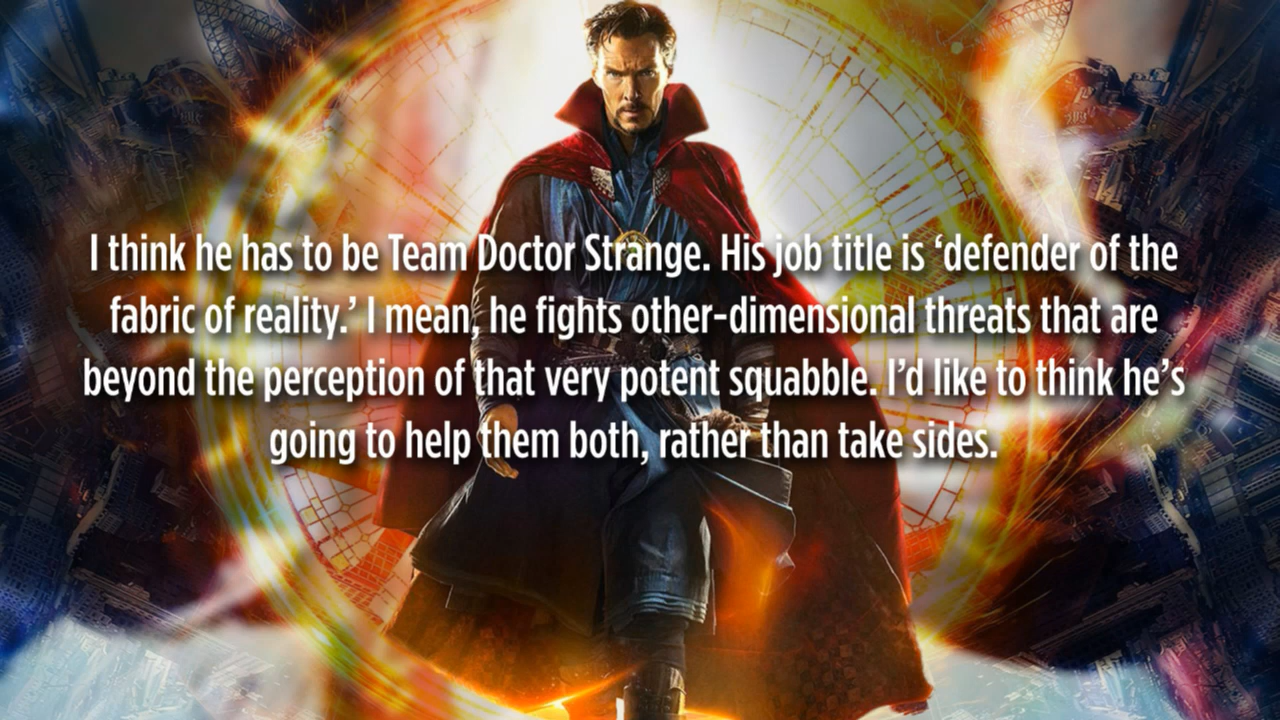 I think he has to be Team Doctor Strange. His job title is ‘defender of the
fabric of reality.’ I mean, he fights other-dimensional threats that are
beyond the perception of that very potent squabble. I’d like to think he’s
going to help them both, rather than take sides.